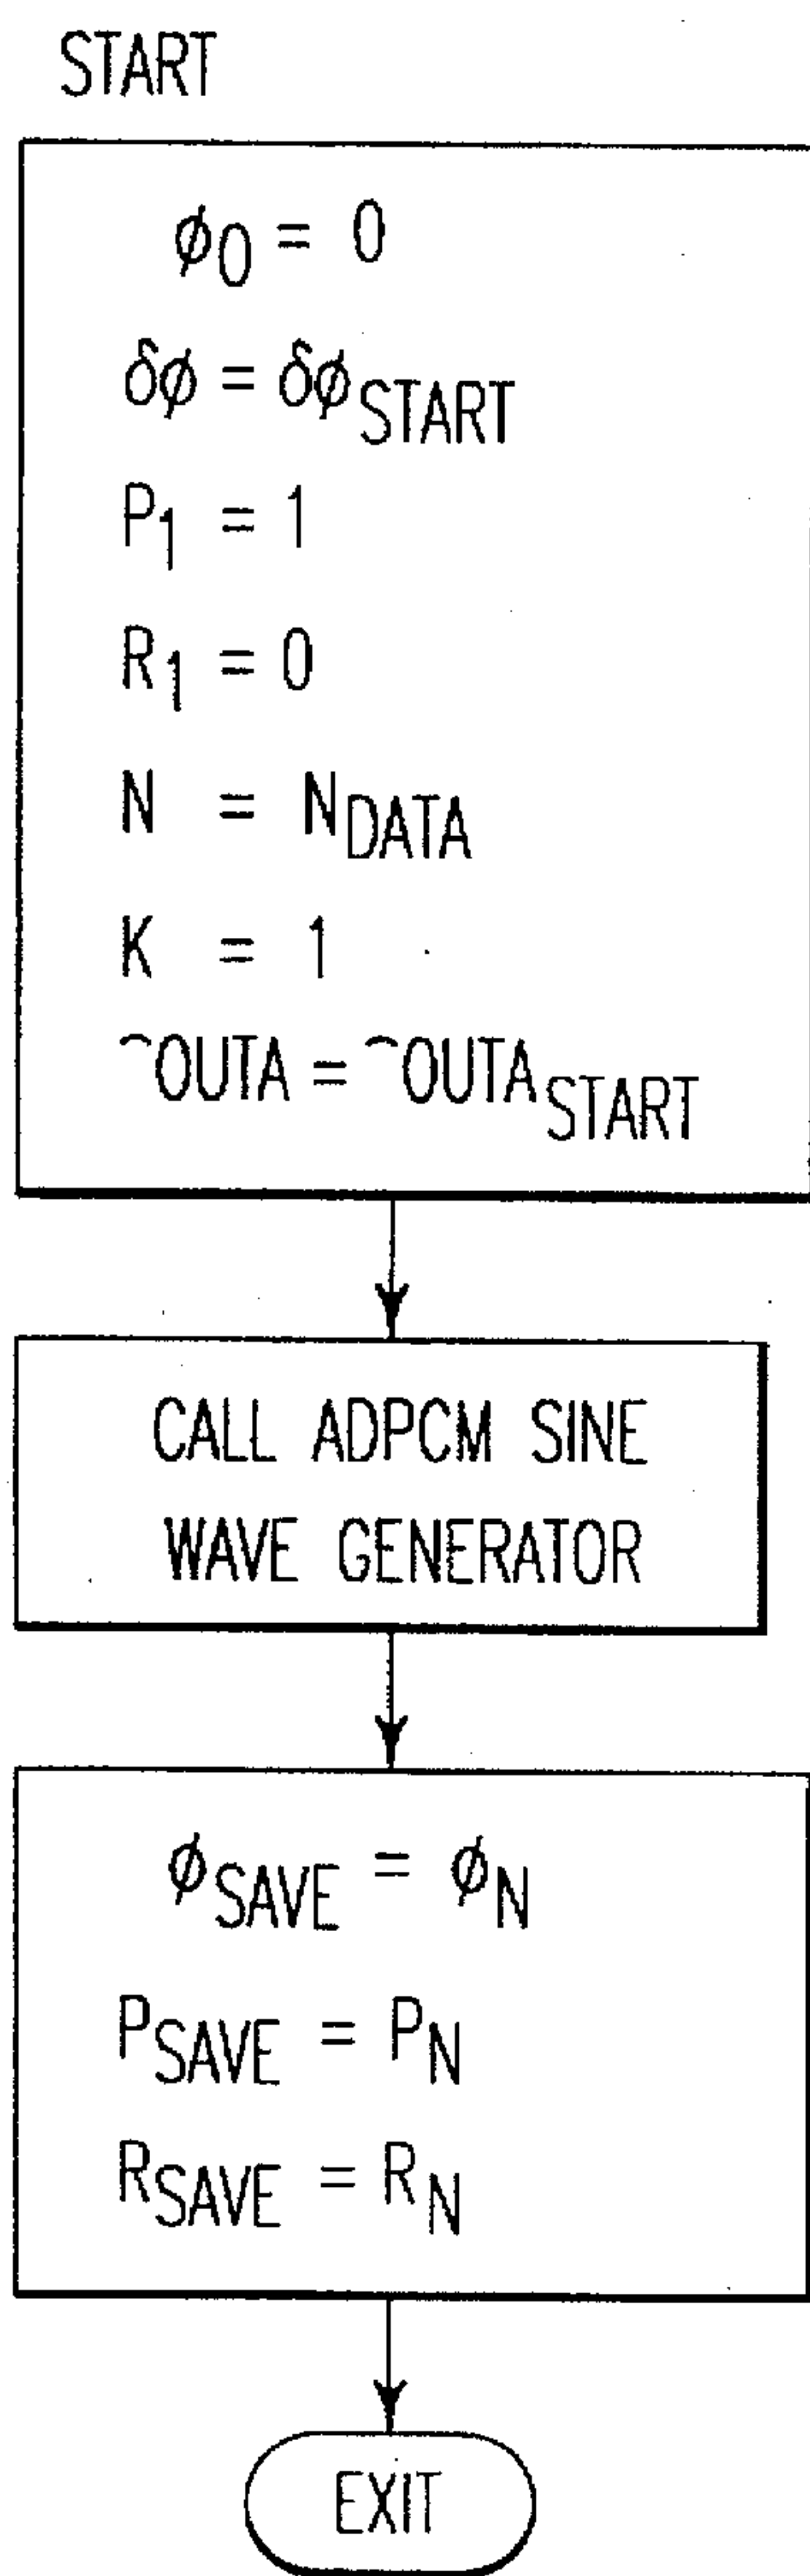 START
ϕ0 = 0
δϕ = δϕSTART
P1 = 1
R1 = 0
N = NDATA
K = 1
⌢OUTA = ⌢OUTASTART
CALL ADPCM SINE
WAVE GENERATOR
ϕSAVE = ϕN
PSAVE = PN
RSAVE = RN
EXIT